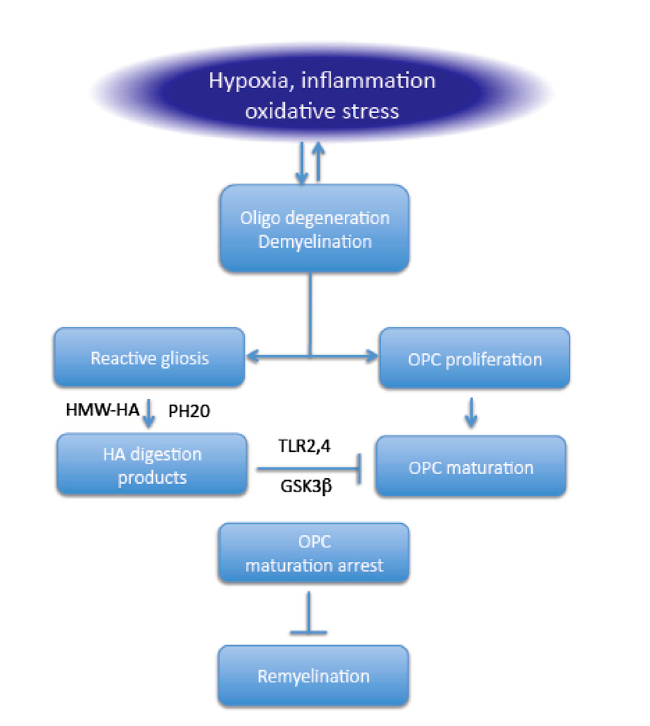 Hypoxia, inflammation
oxidative stress
Oligo degeneration
Demyelination
Reactive gliosis
OPC proliferation
HMW-HA
PH20
HA digestion
products
TLR2,4
GSK3β
OPC maturation
OPC
maturation arrest
Remyelination